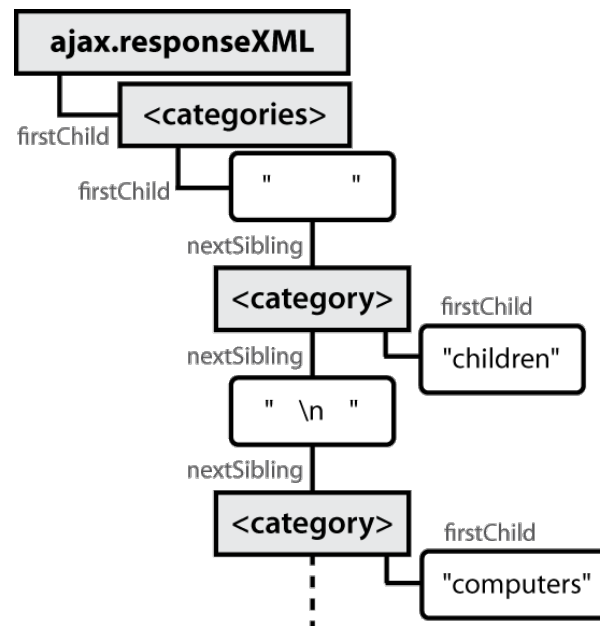 ajax.responseXML
firstChild
<categories>
firstChild
"          "
nextSibling
<category>
firstChild
nextSibling
"children"
"   \n   "
nextSibling
<category>
firstChild
"computers"